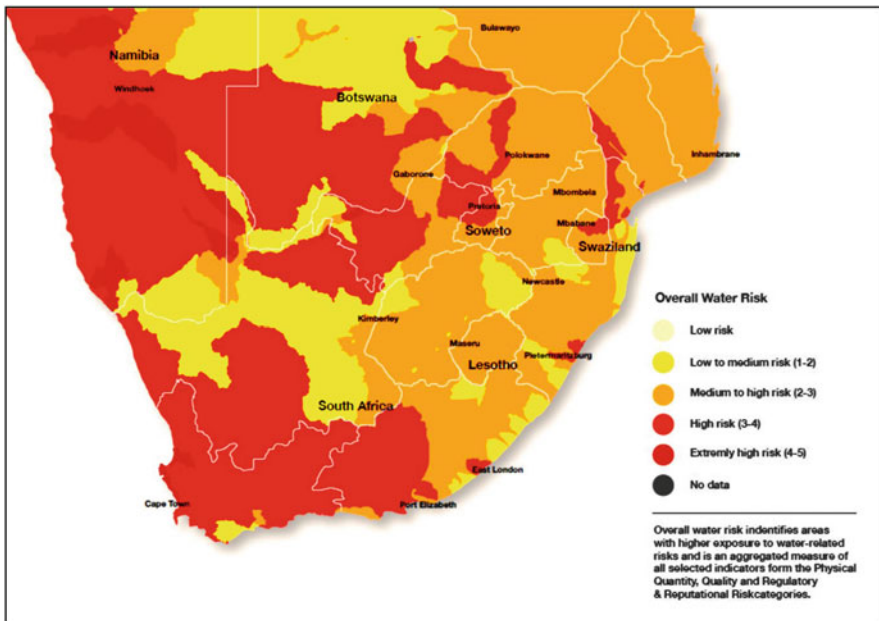 Bulawayo
Namibia
Windhoek
Botswana
Polokwane
Inhambrane
Gaborone
Mbombela
Pretoria
Mbabane
Soweto
Swaziland
Newcastle
Kimberley
Maseru
Pietermaritzburg
Lesotho
South Africa
East London
Cape Town
Port Elizabeth
Overall Water Risk
Low risk
Low to medium risk (1-2)
Medium to high risk (2-3)
High risk (3-4)
Extremly high risk (4-5)
No data
Overall water risk indentifies areas
with higher exposure to water-related
risks and is an aggregated measure of
all selected indicators form the Physical
Quantity, Quality and Regulatory
& Reputational Riskcategories.